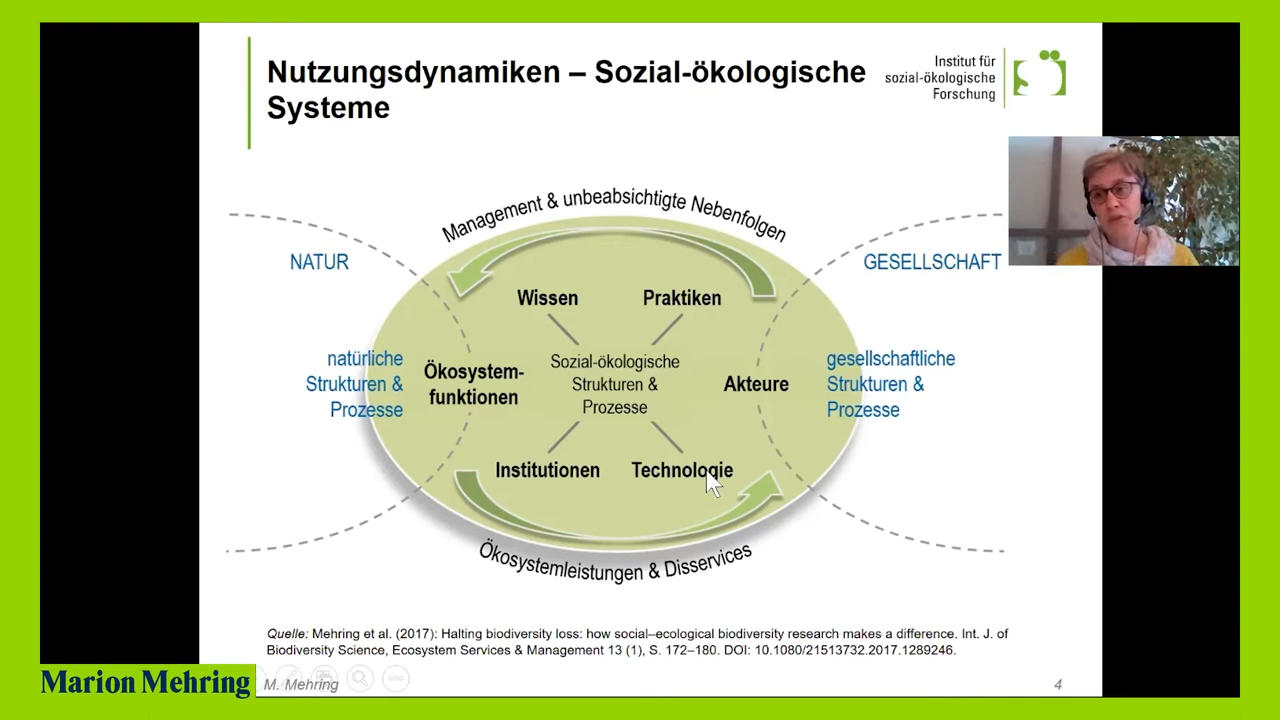 Nutzungsdynamiken – Sozial-ökologische
Systeme
Institut für
sozial-ökologische
Forschung
Management & unbeabsichtigte Nebenfolgen
NATUR
GESELLSCHAFT
Wissen
Praktiken
natürliche
Strukturen &
Prozesse
Ökosystem-
funktionen
Sozial-ökologische
Strukturen &
Prozesse
Akteure
gesellschaftliche
Strukturen &
Prozesse
Institutionen
Technologie
Ökosystemleistungen & Disservices
Quelle: Mehring et al. (2017): Halting biodiversity loss: how social–ecological biodiversity research makes a difference. Int. J. of
Biodiversity Science, Ecosystem Services & Management 13 (1), S. 172–180. DOI: 10.1080/21513732.2017.1289246.
Marion Mehring
M. Mehring
4